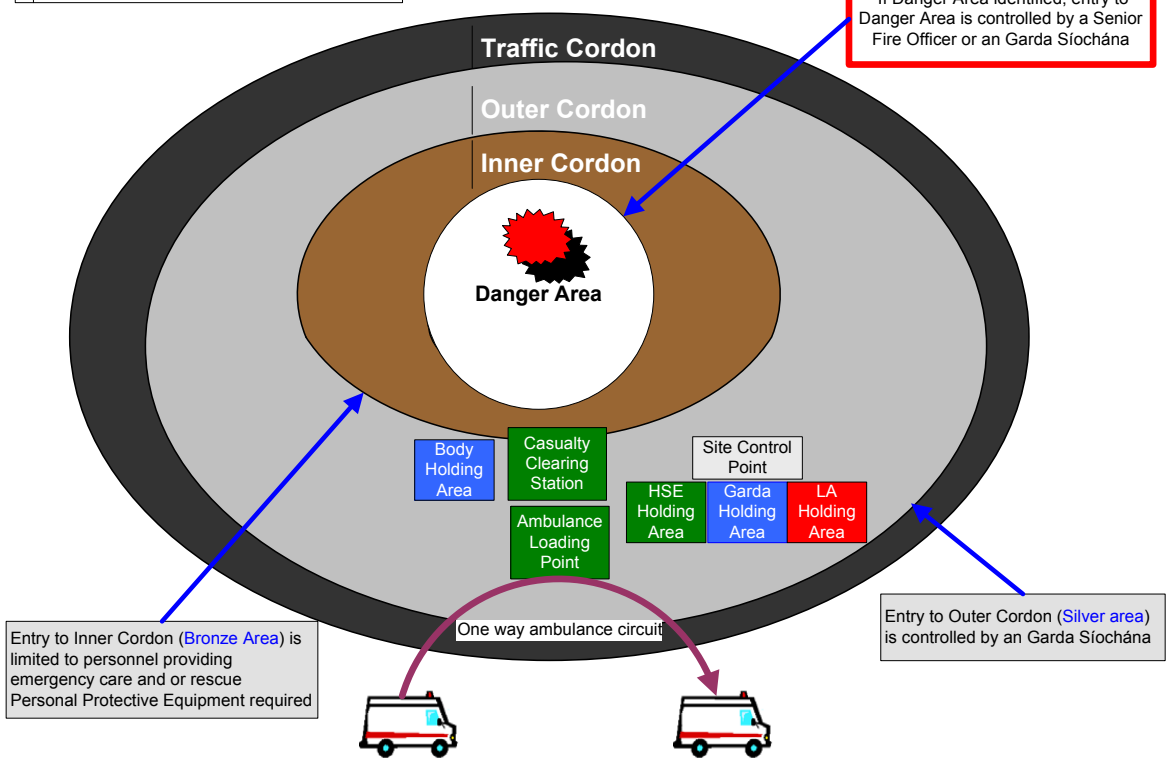 If Danger Area identified, entry to
Danger Area is controlled by a Senior
Fire Officer or an Garda Síochána
Traffic Cordon
Outer Cordon
Inner Cordon
Danger Area
Body
Holding
Area
Casualty
Clearing
Station
Site Control
Point
HSE
Holding
Area
Garda
Holding
Area
LA
Holding
Area
Ambulance
Loading
Point
One way ambulance circuit
Entry to Inner Cordon (Bronze Area) is
limited to personnel providing
emergency care and or rescue
Personal Protective Equipment required
Entry to Outer Cordon (Silver area)
is controlled by an Garda Síochána